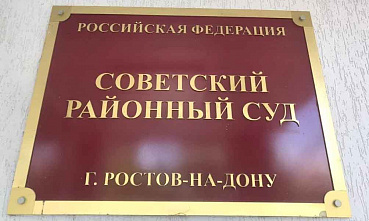 РОССИЙСКАЯ ФЕДЕРАЦИЯ
СОВЕТСКИЙ
РАЙОННЫЙ СУД
Г. РОСТОВ-НА-ДОНУ